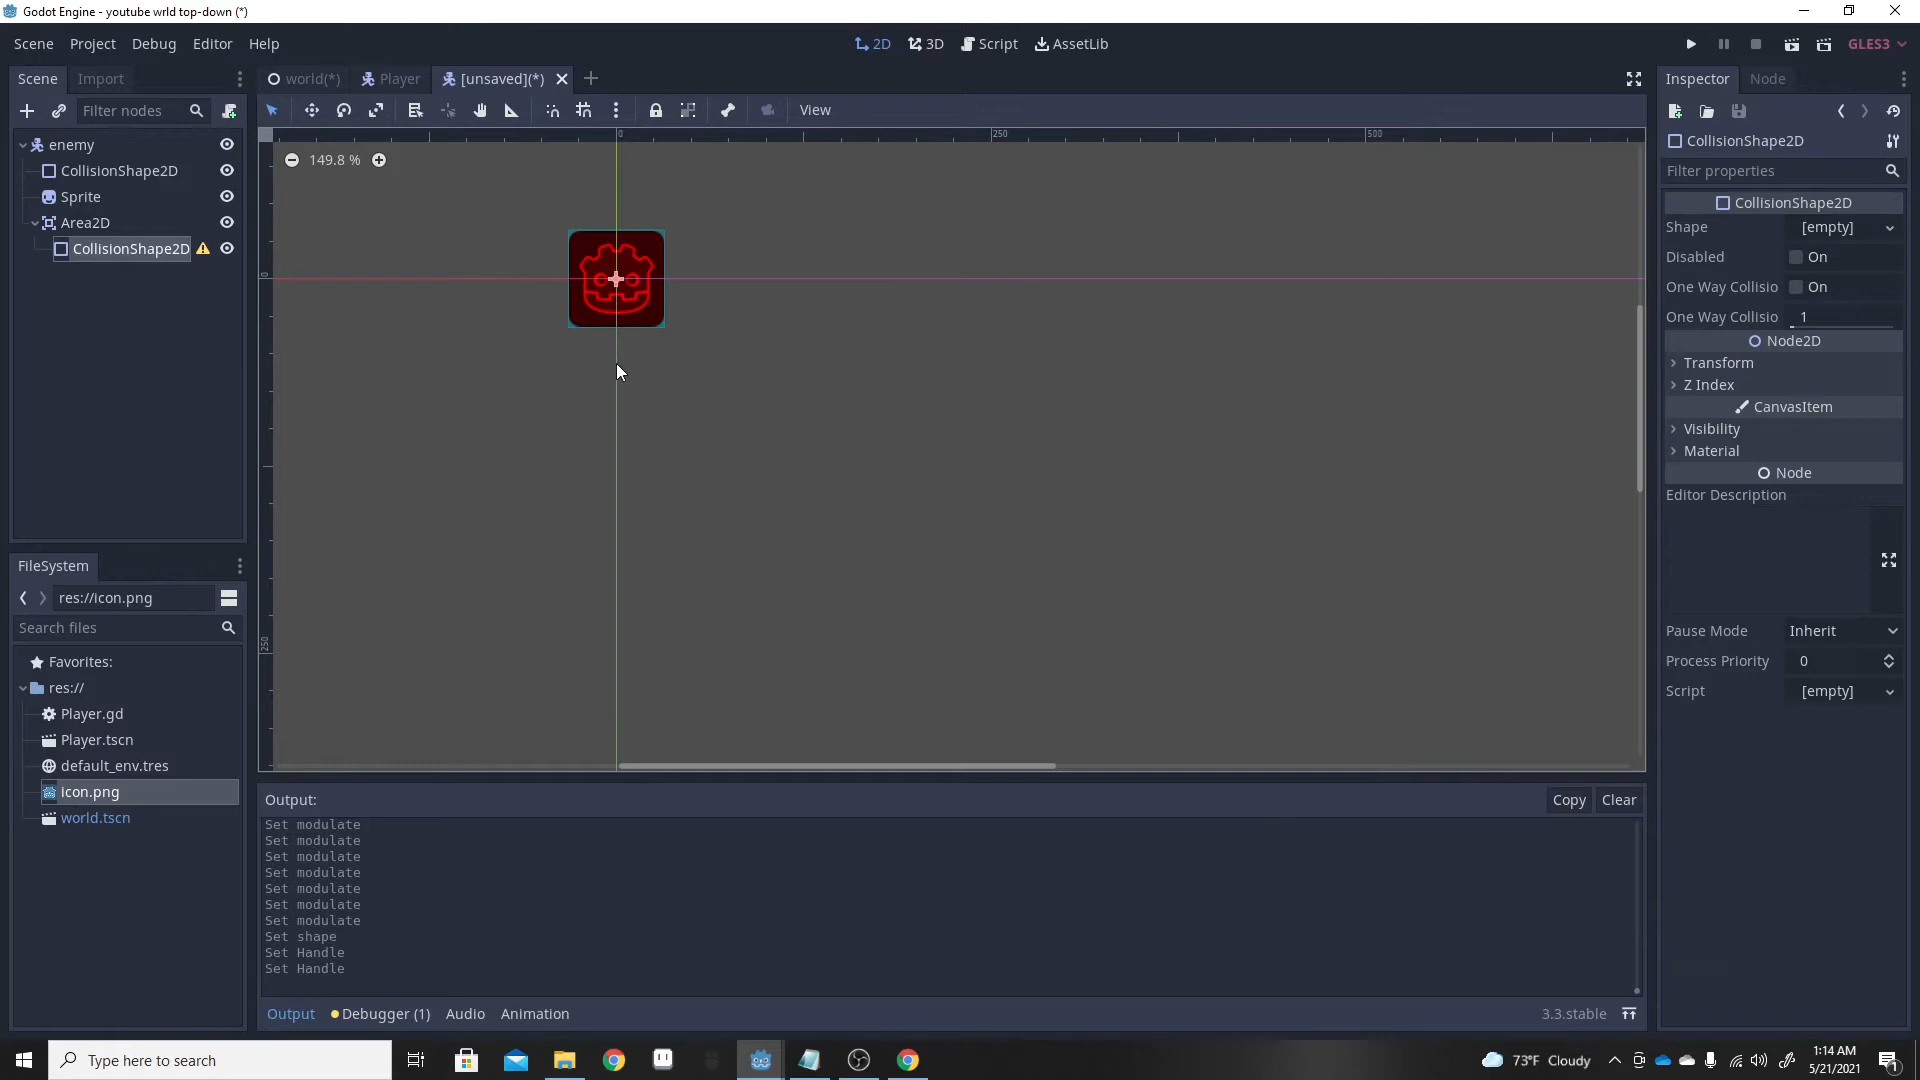 Godot Engine - youtube wrld top-down (*)
Scene Project Debug Editor Help
2D 3D Script AssetLib
GLES3
Scene Import
world(*) Player [unsaved](*)
Inspector Node
Filter nodes
View
CollisionShape2D
Filter properties
enemy
CollisionShape2D
Sprite
Area2D
CollisionShape2D
149.8 %
0
250
500
0
250
CollisionShape2D
Shape [empty]
Disabled On
One Way Collisio On
One Way Collisio 1
Node2D
Transform
Z Index
CanvasItem
Visibility
Material
Node
Editor Description
Pause Mode Inherit
Process Priority 0
Script [empty]
FileSystem
res://icon.png
Search files
Favorites:
res://
Player.gd
Player.tscn
default_env.tres
icon.png
world.tscn
Output: Copy Clear
Set modulate
Set modulate
Set modulate
Set modulate
Set modulate
Set modulate
Set modulate
Set shape
Set Handle
Set Handle
Output Debugger (1) Audio Animation 3.3.stable
Type here to search
73°F Cloudy
1:14 AM
5/21/2021
1